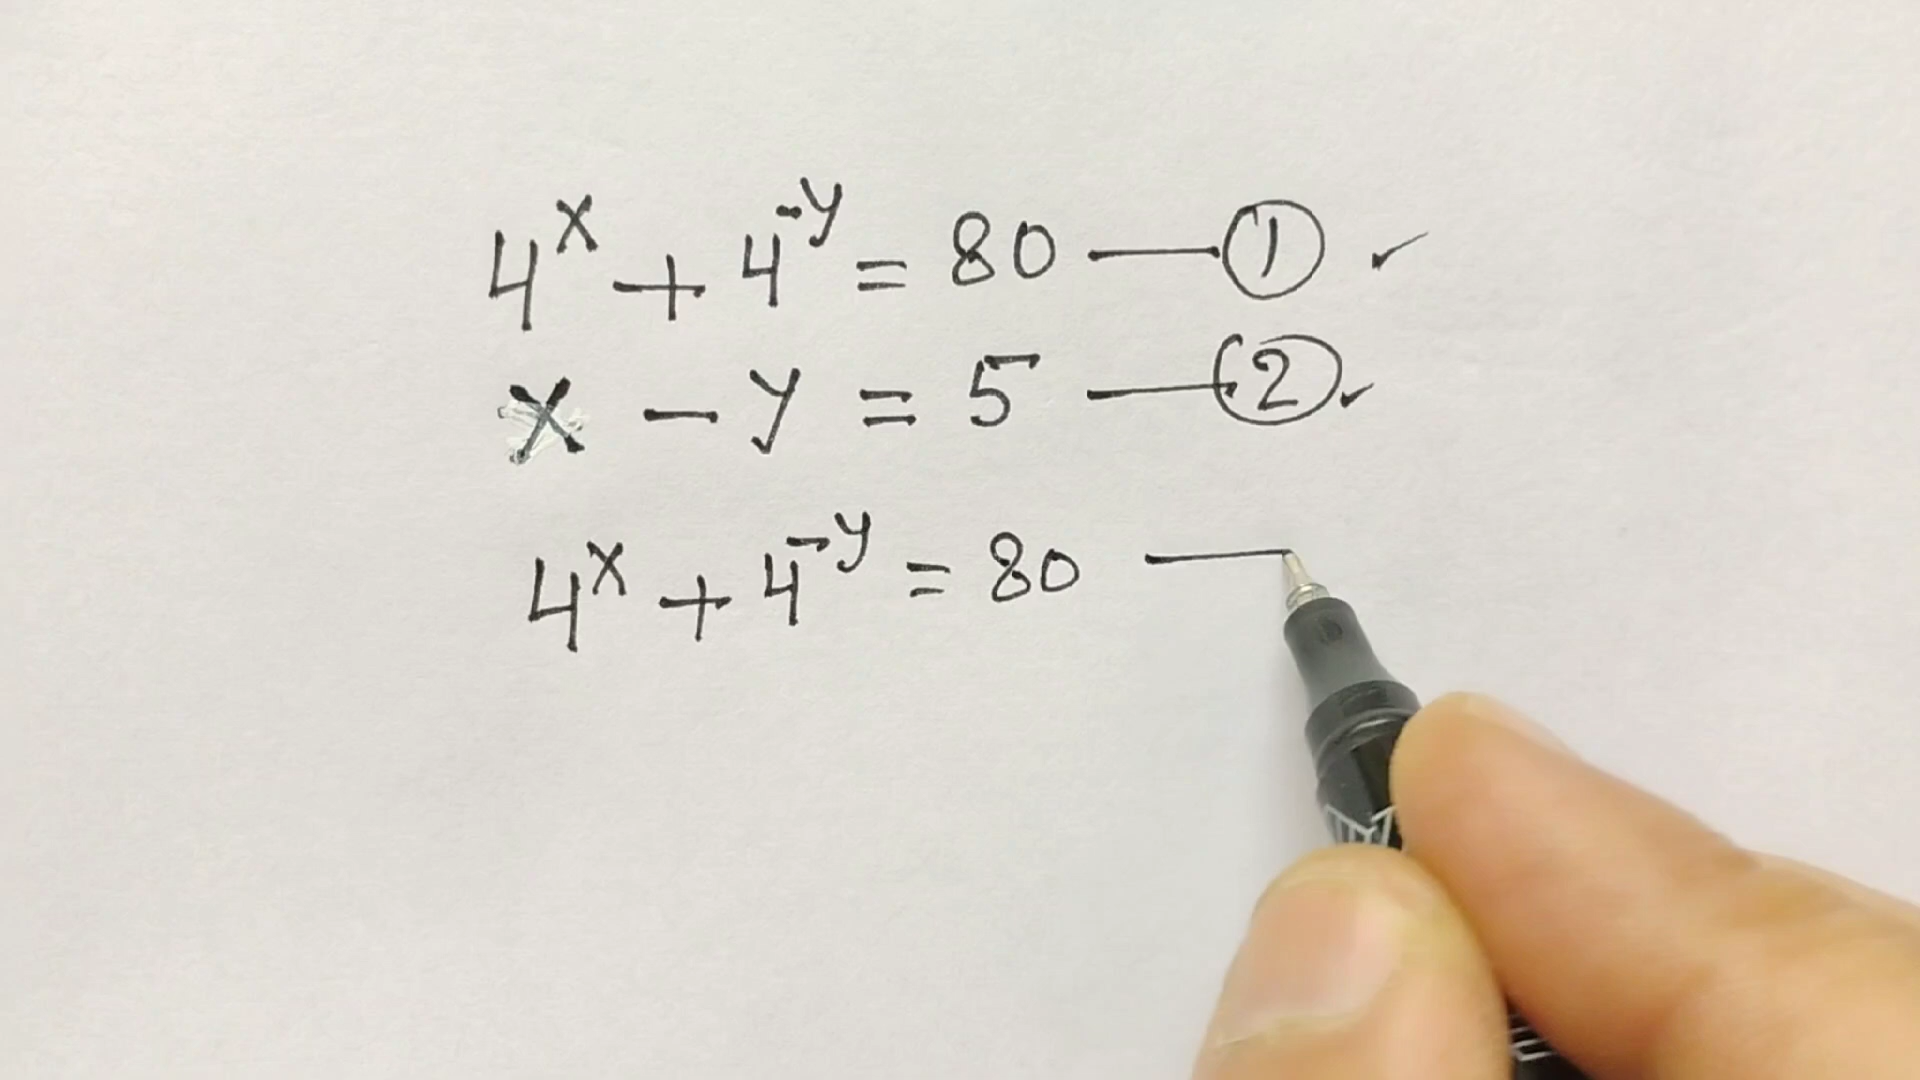 4^x + 4^-y = 80 — ① ✓
x - y = 5 — ② ✓
4^x + 4^-y = 80 —